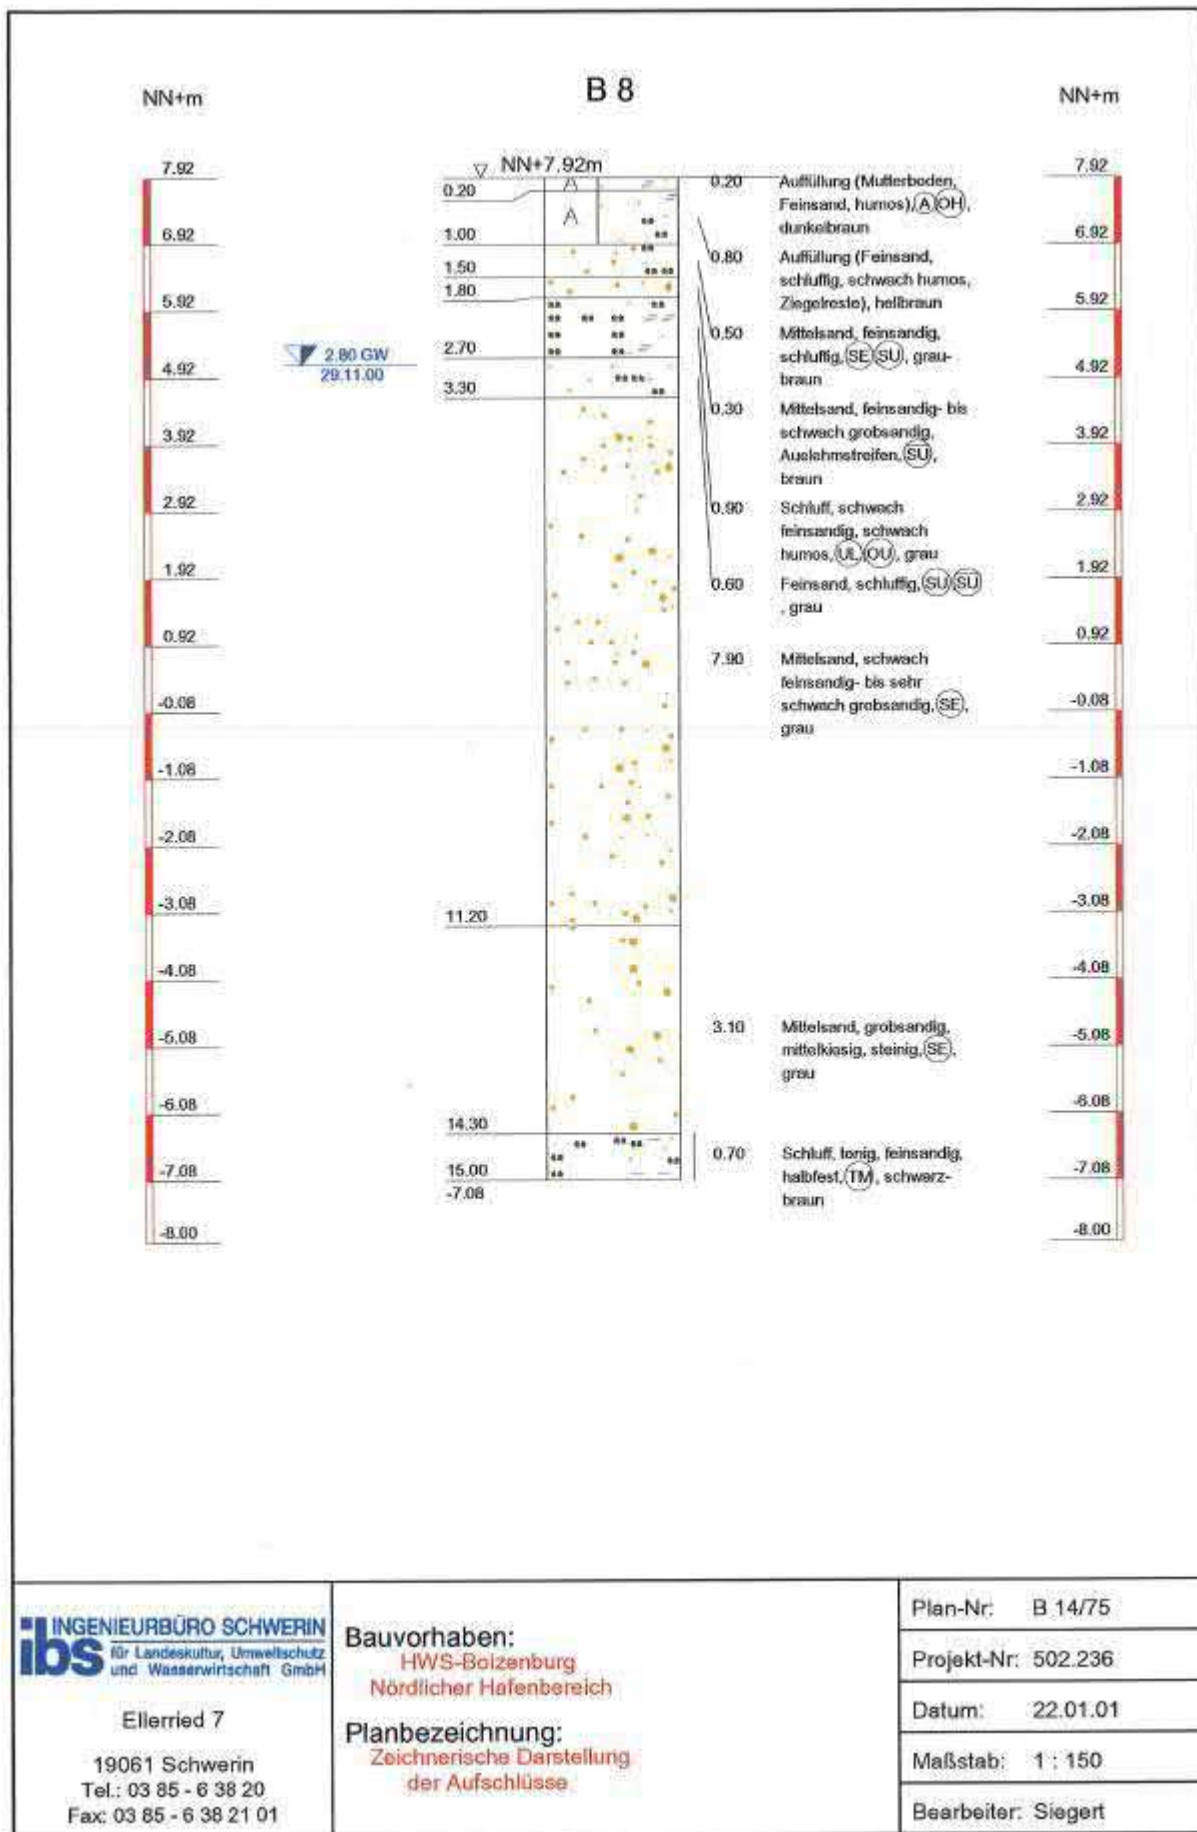 B 8
NN+m
NN+m
7.92
6.92
5.92
4.92
3.92
2.92
1.92
0.92
-0.08
-1.08
-2.08
-3.08
-4.08
-5.08
-6.08
-7.08
-8.00
NN+7.92m
0.20
1.00
1.50
1.80
2.70
3.30
11.20
14.30
15.00
-7.08
2.80 GW
29.11.00
A
A
0.20 Auffüllung (Mutterboden,
Feinsand, humos), A OH ,
dunkelbraun
0.80 Auffüllung (Feinsand,
schluffig, schwach humos,
Ziegelreste), hellbraun
0.50 Mittelsand, feinsandig,
schluffig, SE SU , grau-
braun
0.30 Mittelsand, feinsandig- bis
schwach grobsandig,
Auelehmstreifen, SU̅ ,
braun
0.90 Schluff, schwach
feinsandig, schwach
humos, UL OU , grau
0.60 Feinsand, schluffig, SU SU̅
, grau
7.90 Mittelsand, schwach
feinsandig- bis sehr
schwach grobsandig, SE ,
grau
3.10 Mittelsand, grobsandig,
mittelkiesig, steinig, SE ,
grau
0.70 Schluff, tonig, feinsandig,
halbfest, TM , schwarz-
braun
7.92
6.92
5.92
4.92
3.92
2.92
1.92
0.92
-0.08
-1.08
-2.08
-3.08
-4.08
-5.08
-6.08
-7.08
-8.00
ibs INGENIEURBÜRO SCHWERIN
für Landeskultur, Umweltschutz
und Wasserwirtschaft GmbH
Ellerried 7
19061 Schwerin
Tel.: 03 85 - 6 38 20
Fax: 03 85 - 6 38 21 01
Bauvorhaben:
HWS-Boizenburg
Nördlicher Hafenbereich
Planbezeichnung:
Zeichnerische Darstellung
der Aufschlüsse
Plan-Nr: B 14/75
Projekt-Nr: 502.236
Datum: 22.01.01
Maßstab: 1 : 150
Bearbeiter: Siegert